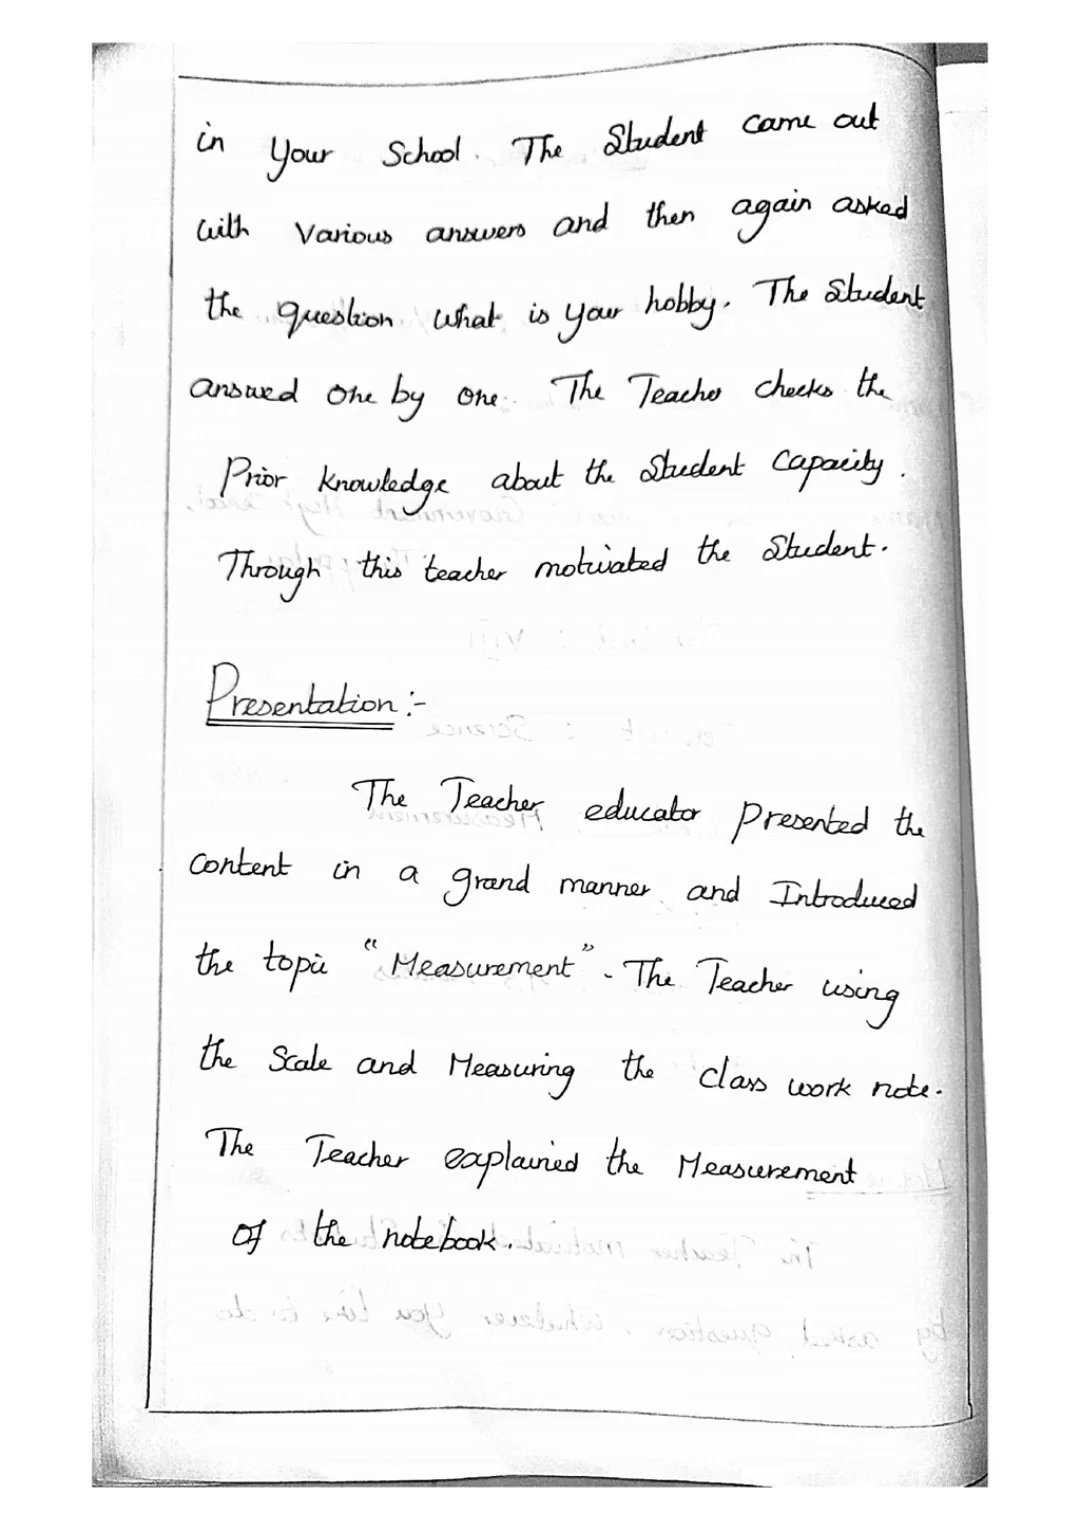 in your School. The Student came out
with various answers and then again asked
the question what is your hobby. The Student
answed one by one. The Teacher checks the
Prior knowledge about the Student Capacity.
Through this teacher motivated the Student.
Presentation :-
The Teacher educator presented the
Content in a grand manner and Introduced
the topic "Measurement". The Teacher using
the Scale and Measuring the class work note.
The Teacher explained the Measurement
of the notebook.